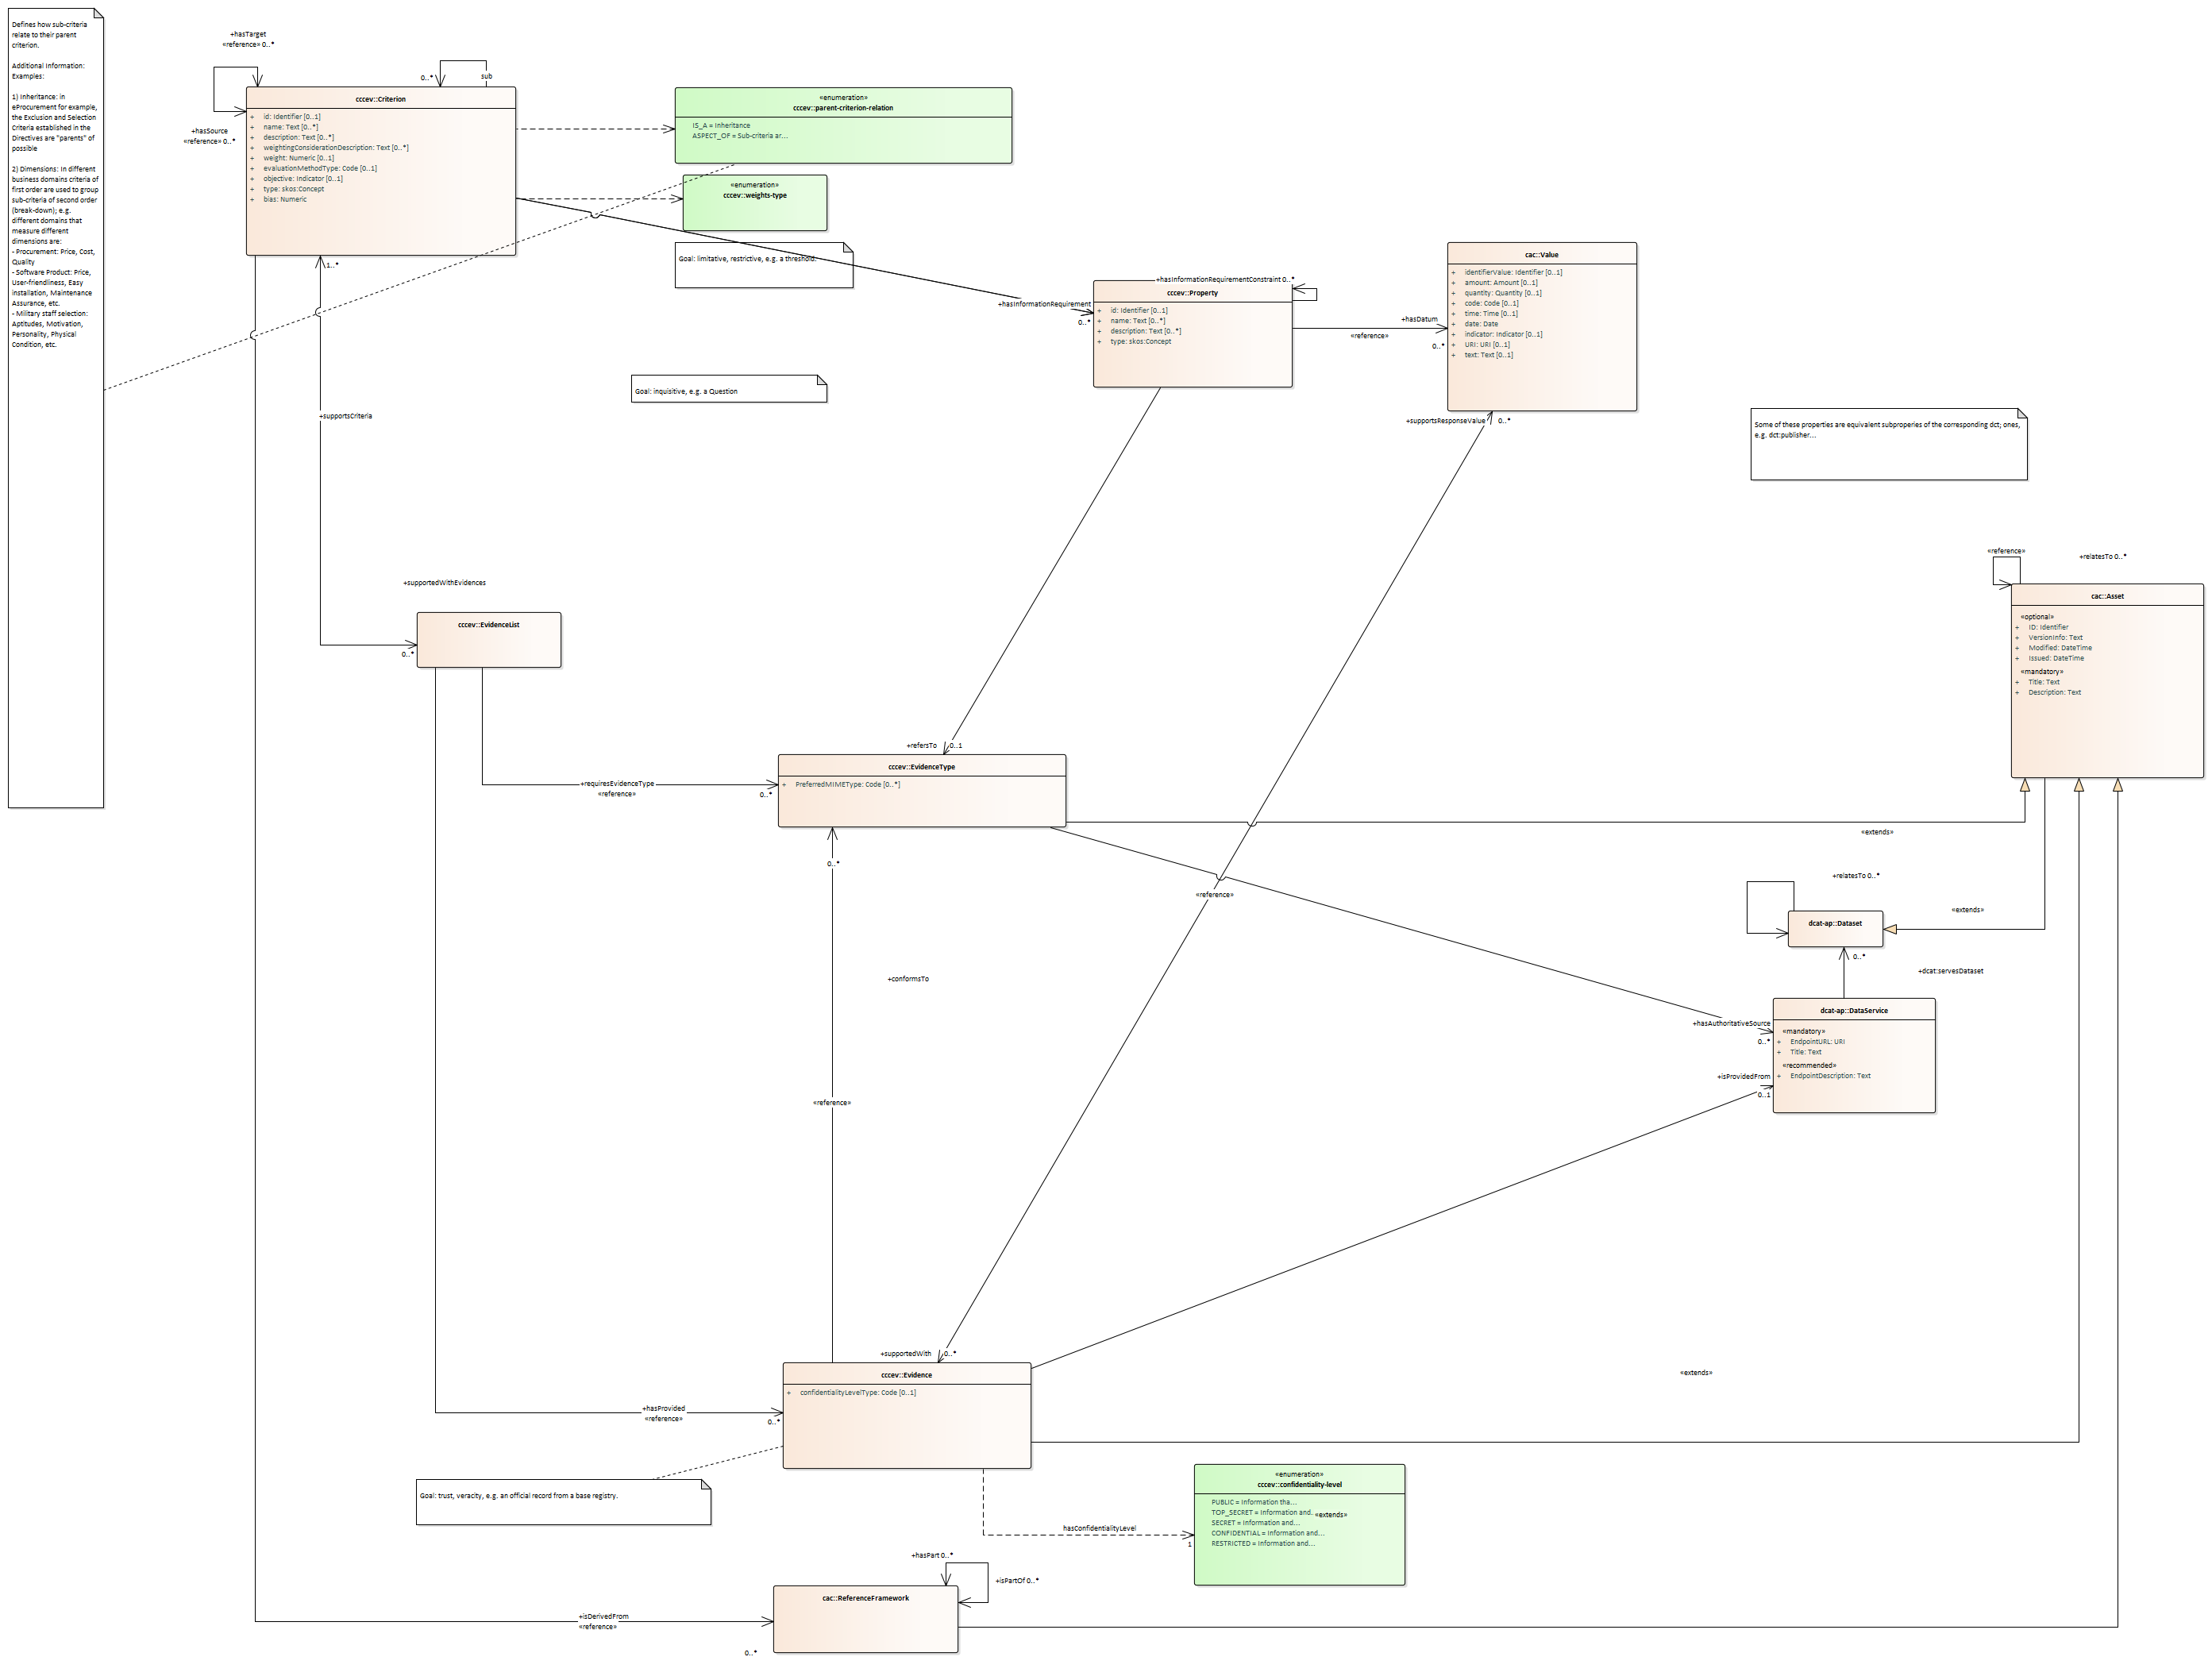 Defines how sub-criteria
relate to their parent
criterion.
Additional Information:
Examples:
1) Inheritance: in
eProcurement for example,
the Exclusion and Selection
Criteria established in the
Directives are "parents" of
possible
2) Dimensions: In different
business domains criteria of
first order are used to group
sub-criteria of second order
(break-down); e.g.
different domains that
measure different
dimensions are:
- Procurement: Price, Cost,
Quality
- Software Product: Price,
User-friendliness, Easy
installation, Maintenance
Assurance, etc.
- Military staff selection:
Aptitudes, Motivation,
Personality, Physical
Condition, etc.
+hasTarget
«reference» 0..*
0..*
sub
+hasSource
«reference» 0..*
cccev::Criterion
+ id: Identifier [0..1]
+ name: Text [0..*]
+ description: Text [0..*]
+ weightingConsiderationDescription: Text [0..*]
+ weight: Numeric [0..1]
+ evaluationMethodType: Code [0..1]
+ objective: Indicator [0..1]
+ type: skos:Concept
+ bias: Numeric
1..*
«enumeration»
cccev::parent-criterion-relation
IS_A = Inheritance
ASPECT_OF = Sub-criteria ar...
«enumeration»
cccev::weights-type
Goal: limitative, restrictive, e.g. a threshold.
Goal: inquisitive, e.g. a Question
+hasInformationRequirement
0..*
+hasInformationRequirementConstraint 0..*
cccev::Property
+ id: Identifier [0..1]
+ name: Text [0..*]
+ description: Text [0..*]
+ type: skos:Concept
+hasDatum
«reference»
0..*
cac::Value
+ identifierValue: Identifier [0..1]
+ amount: Amount [0..1]
+ quantity: Quantity [0..1]
+ code: Code [0..1]
+ time: Time [0..1]
+ date: Date
+ indicator: Indicator [0..1]
+ URI: URI [0..1]
+ text: Text [0..1]
+supportsResponseValue
0..*
Some of these properties are equivalent subproperies of the corresponding dct; ones,
e.g. dct:publisher...
+supportsCriteria
+supportedWithEvidences
cccev::EvidenceList
0..*
«reference»
+relatesTo 0..*
cac::Asset
«optional»
+ ID: Identifier
+ VersionInfo: Text
+ Modified: DateTime
+ Issued: DateTime
«mandatory»
+ Title: Text
+ Description: Text
+refersTo
0..1
cccev::EvidenceType
+ PreferredMIMEType: Code [0..*]
+requiresEvidenceType
«reference»
0..*
0..*
«extends»
+relatesTo 0..*
«reference»
«extends»
dcat-ap::Dataset
0..*
+dcat:servesDataset
+conformsTo
dcat-ap::DataService
«mandatory»
+ EndpointURL: URI
+ Title: Text
«recommended»
+ EndpointDescription: Text
+hasAuthoritativeSource
0..*
+isProvidedFrom
0..1
«reference»
+supportedWith
0..*
cccev::Evidence
+ confidentialityLevelType: Code [0..1]
«extends»
+hasProvided
«reference»
0..*
Goal: trust, veracity, e.g. an official record from a base registry.
«enumeration»
cccev::confidentiality-level
PUBLIC = Information tha...
TOP_SECRET = Information and...
SECRET = Information and...
CONFIDENTIAL = Information and...
RESTRICTED = Information and...
«extends»
hasConfidentialityLevel
1
+hasPart 0..*
+isPartOf 0..*
cac::ReferenceFramework
+isDerivedFrom
«reference»
0..*